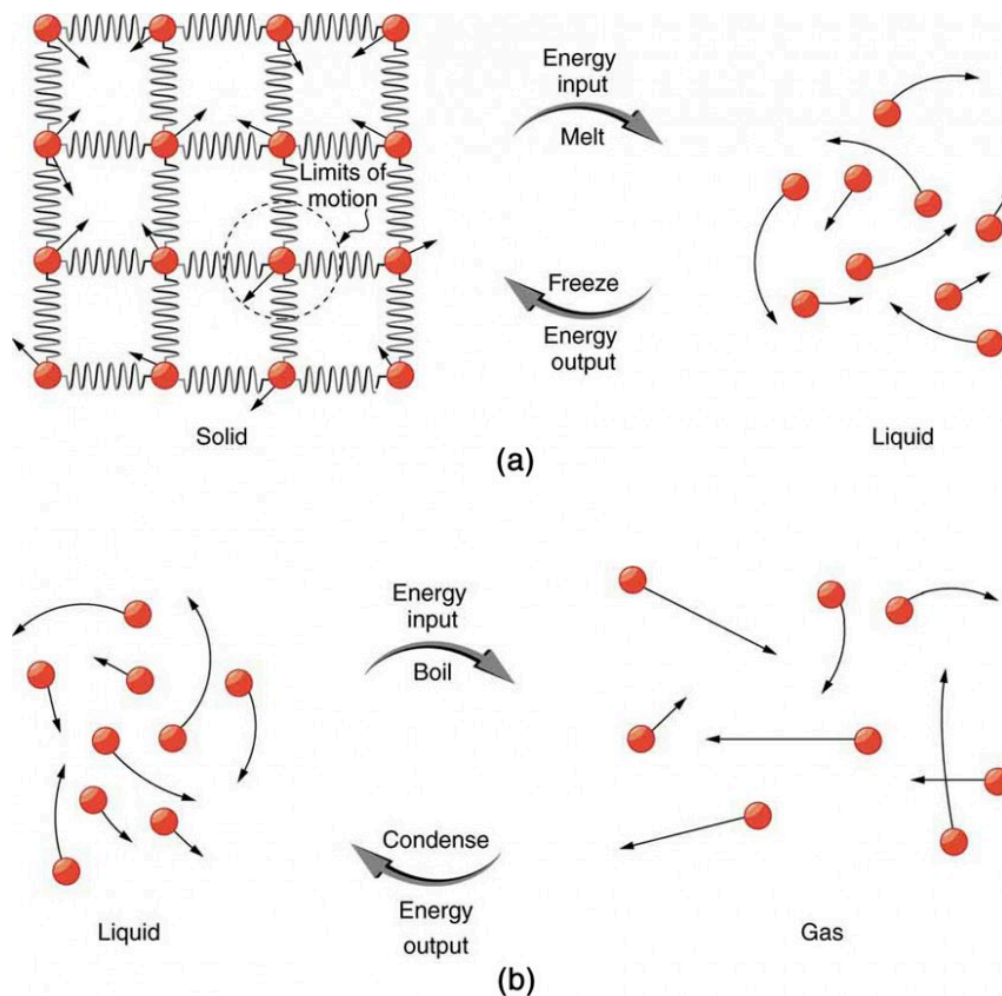 Energy
input
Melt
Limits of
motion
Freeze
Energy
output
Solid
Liquid
(a)
Energy
input
Boil
Condense
Energy
output
Liquid
Gas
(b)